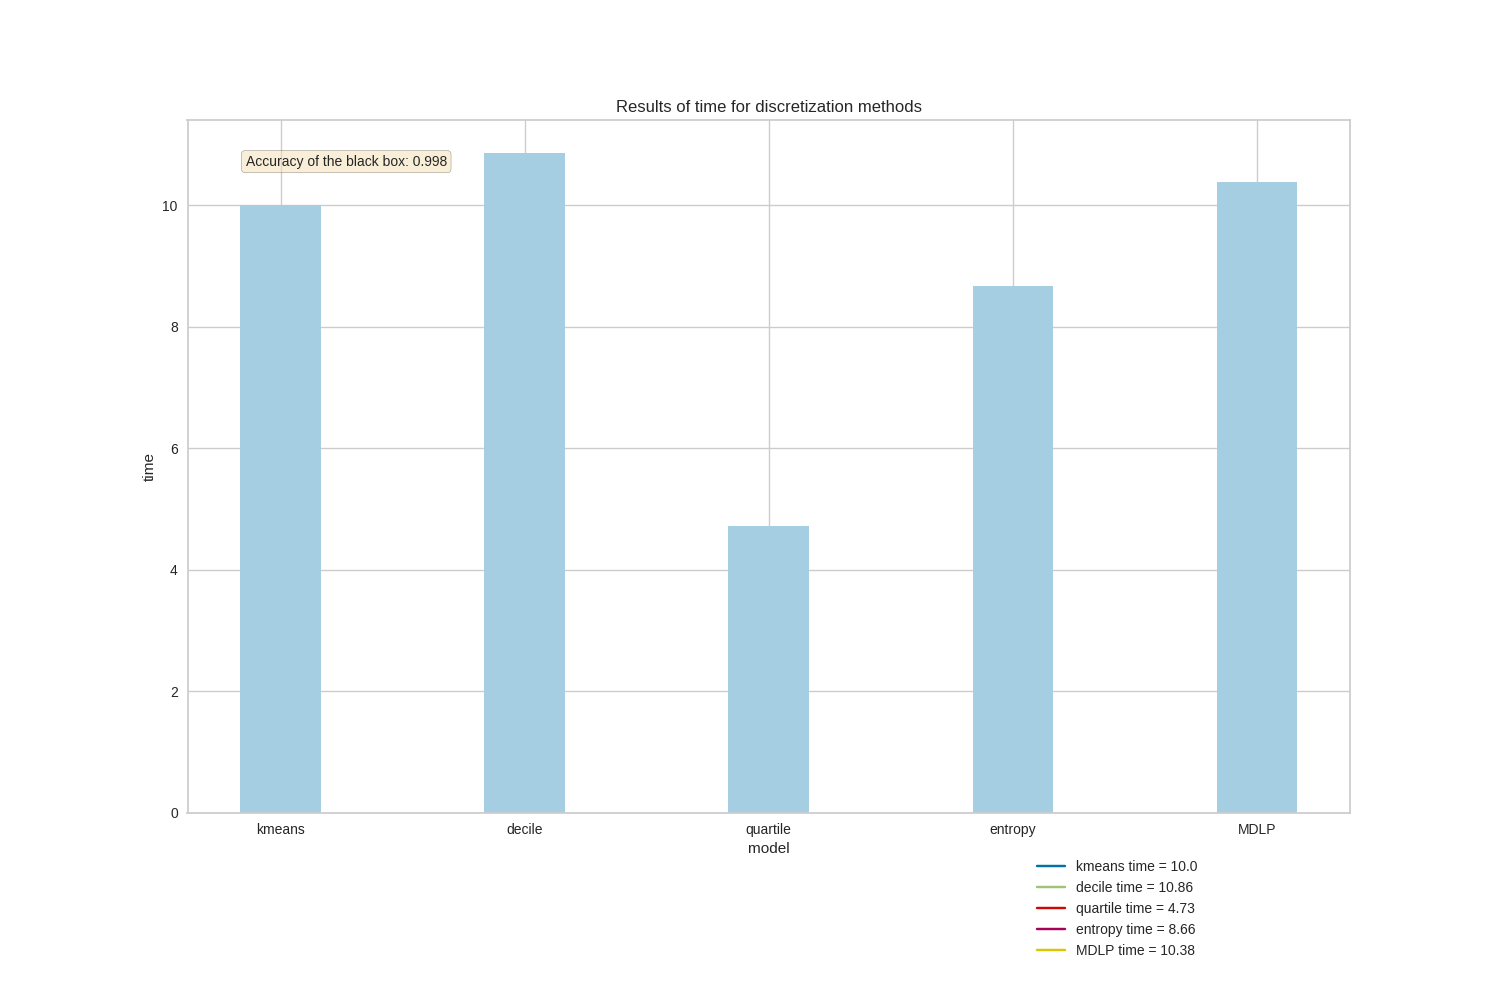 Results of time for discretization methods
Accuracy of the black box: 0.998
10
8
6
4
2
0
time
kmeans decile quartile entropy MDLP
model
kmeans time = 10.0
decile time = 10.86
quartile time = 4.73
entropy time = 8.66
MDLP time = 10.38